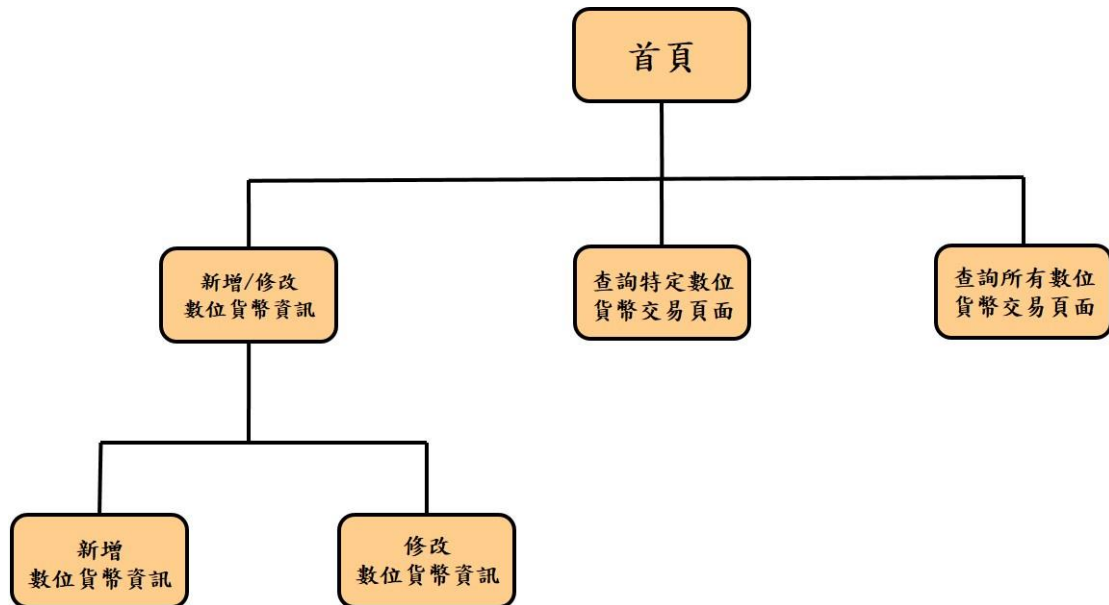 首頁
新增/修改
數位貨幣資訊
查詢特定數位
貨幣交易頁面
查詢所有數位
貨幣交易頁面
新增
數位貨幣資訊
修改
數位貨幣資訊